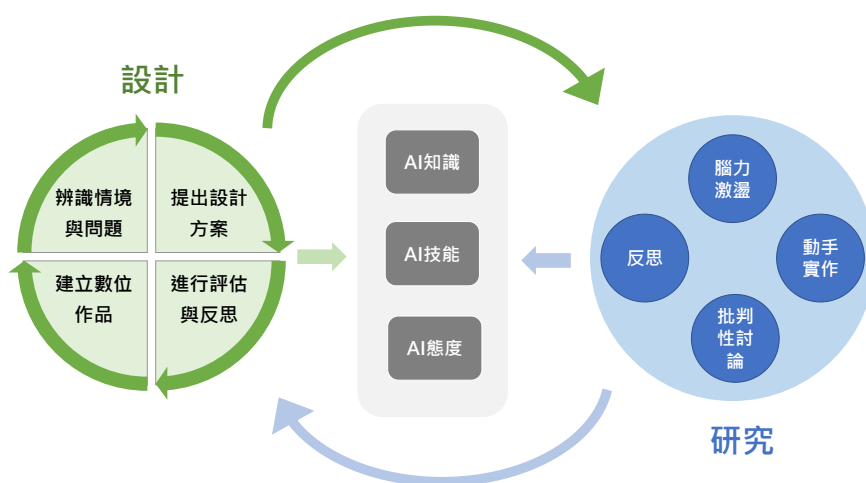 設計
辨識情境
與問題
提出設計
方案
建立數位
作品
進行評估
與反思
AI知識
AI技能
AI態度
腦力
激盪
反思
動手
實作
批判
性討
論
研究